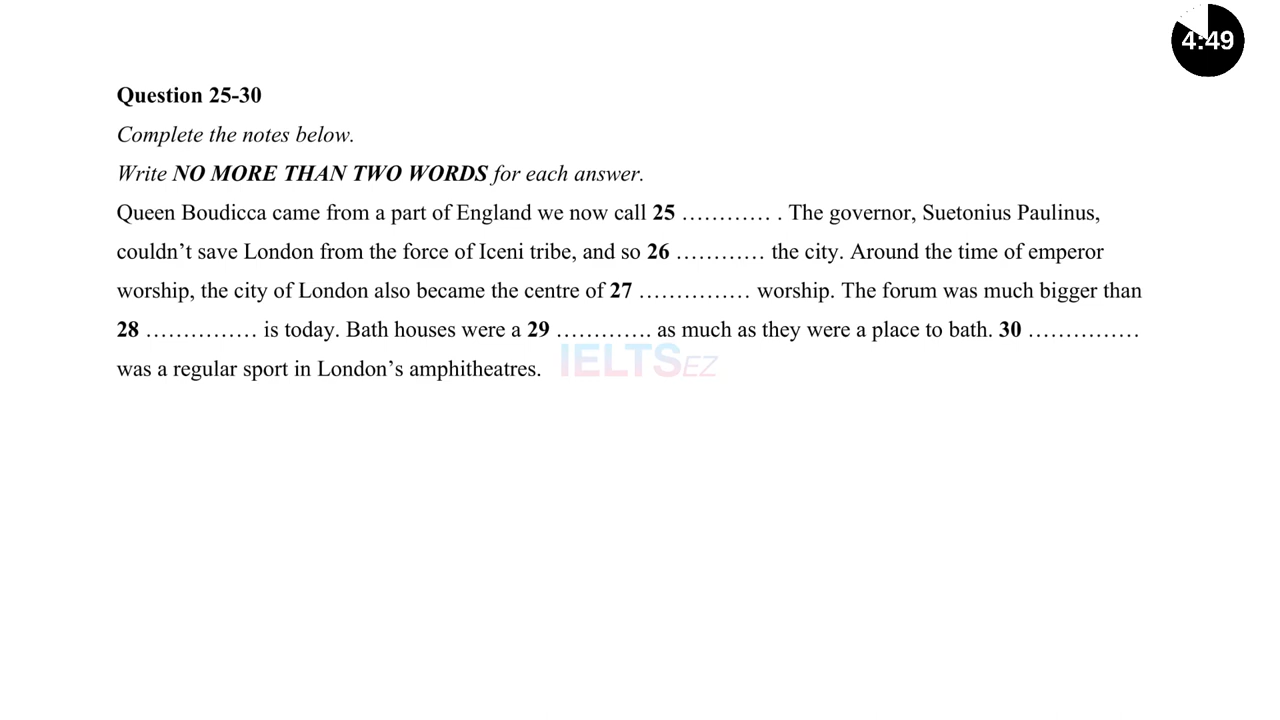 4:49
Question 25-30
Complete the notes below.
Write NO MORE THAN TWO WORDS for each answer.
Queen Boudicca came from a part of England we now call 25 ………… . The governor, Suetonius Paulinus,
couldn’t save London from the force of Iceni tribe, and so 26 ………… the city. Around the time of emperor
worship, the city of London also became the centre of 27 …………… worship. The forum was much bigger than
28 …………… is today. Bath houses were a 29 …………. as much as they were a place to bath. 30 ……………
was a regular sport in London’s amphitheatres.
IELTSEZ